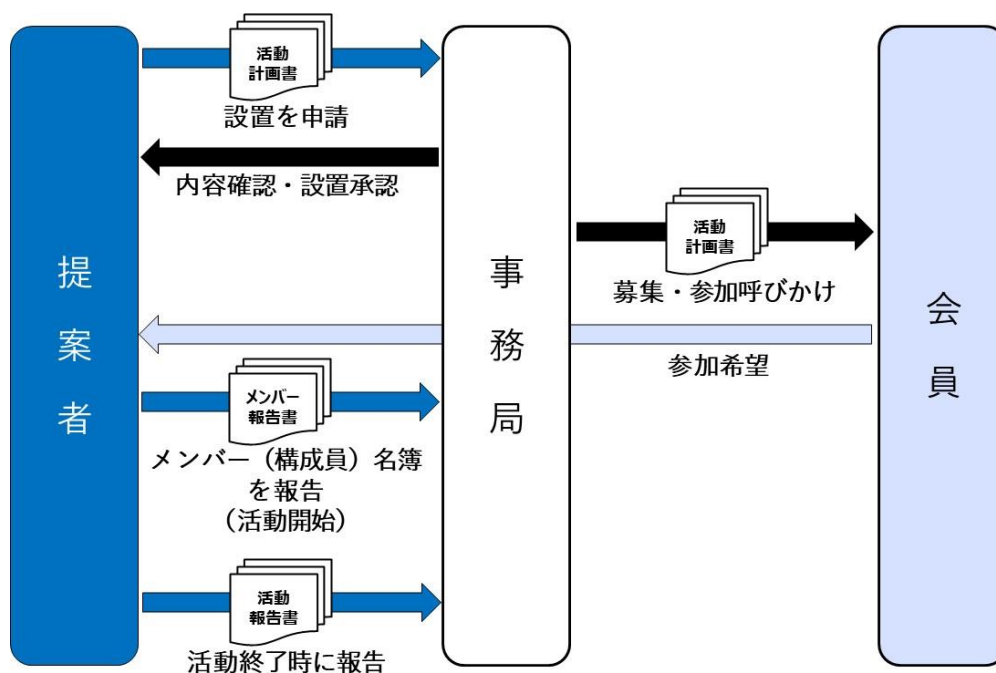 活動
計画書
設置を申請
内容確認・設置承認
活動
計画書
募集・参加呼びかけ
提案者
事務局
会員
参加希望
メンバー
報告書
メンバー（構成員）名簿
を報告
（活動開始）
活動
報告書
活動終了時に報告